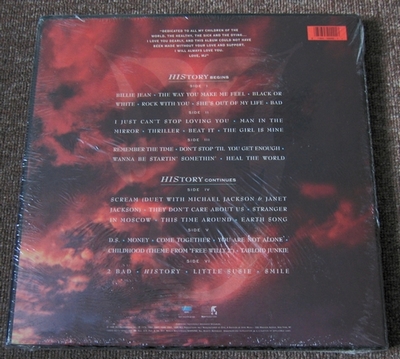 "DEDICATED TO ALL MY CHILDREN OF THE
WORLD, THE HEALTHY, THE SICK AND THE DYING...
I LOVE YOU DEARLY, AND THIS ALBUM COULD NOT HAVE
BEEN MADE WITHOUT YOUR LOVE AND SUPPORT.
I WILL ALWAYS LOVE YOU.
LOVE, MJ"
HISTORY BEGINS
SIDE I
BILLIE JEAN • THE WAY YOU MAKE ME FEEL • BLACK OR
WHITE • ROCK WITH YOU • SHE'S OUT OF MY LIFE • BAD
SIDE II
I JUST CAN'T STOP LOVING YOU • MAN IN THE
MIRROR • THRILLER • BEAT IT • THE GIRL IS MINE
SIDE III
REMEMBER THE TIME • DON'T STOP 'TIL YOU GET ENOUGH •
WANNA BE STARTIN' SOMETHIN' • HEAL THE WORLD
HISTORY CONTINUES
SIDE IV
SCREAM (DUET WITH MICHAEL JACKSON & JANET
JACKSON) • THEY DON'T CARE ABOUT US • STRANGER
IN MOSCOW • THIS TIME AROUND • EARTH SONG
SIDE V
D.S. • MONEY • COME TOGETHER • YOU ARE NOT ALONE •
CHILDHOOD (THEME FROM "FREE WILLY 2") • TABLOID JUNKIE
SIDE VI
2 BAD • HISTORY • LITTLE SUSIE • SMILE